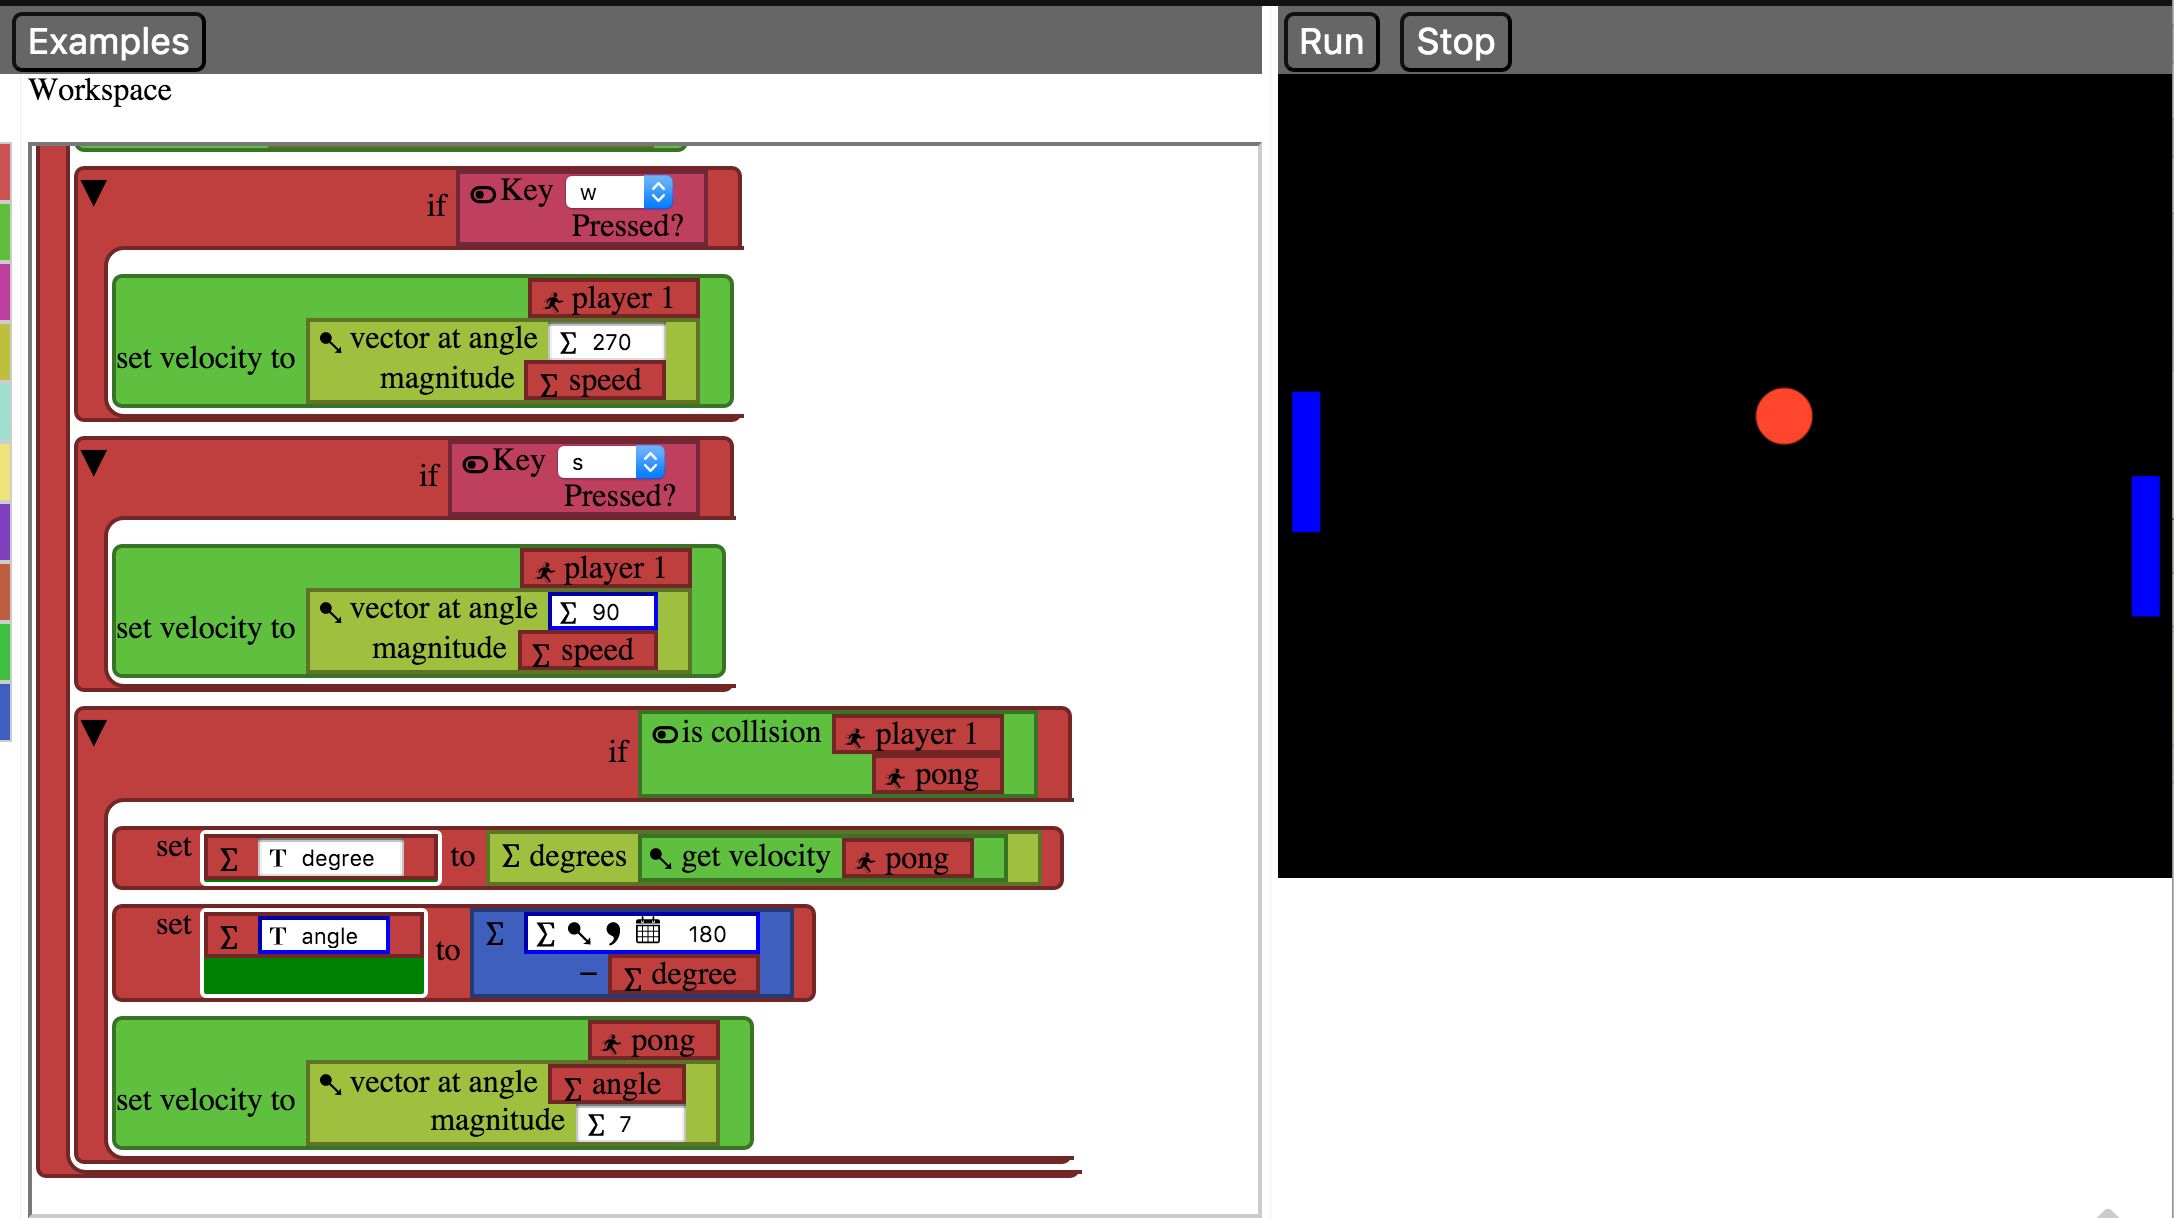 Examples
Run Stop
Workspace
if Key w
Pressed?
player 1
set velocity to vector at angle Σ 270
magnitude Σ speed
if Key s
Pressed?
player 1
set velocity to vector at angle Σ 90
magnitude Σ speed
if is collision player 1
pong
set Σ T degree to Σ degrees get velocity pong
set Σ T angle to Σ Σ , 180
– Σ degree
pong
set velocity to vector at angle Σ angle
magnitude Σ 7